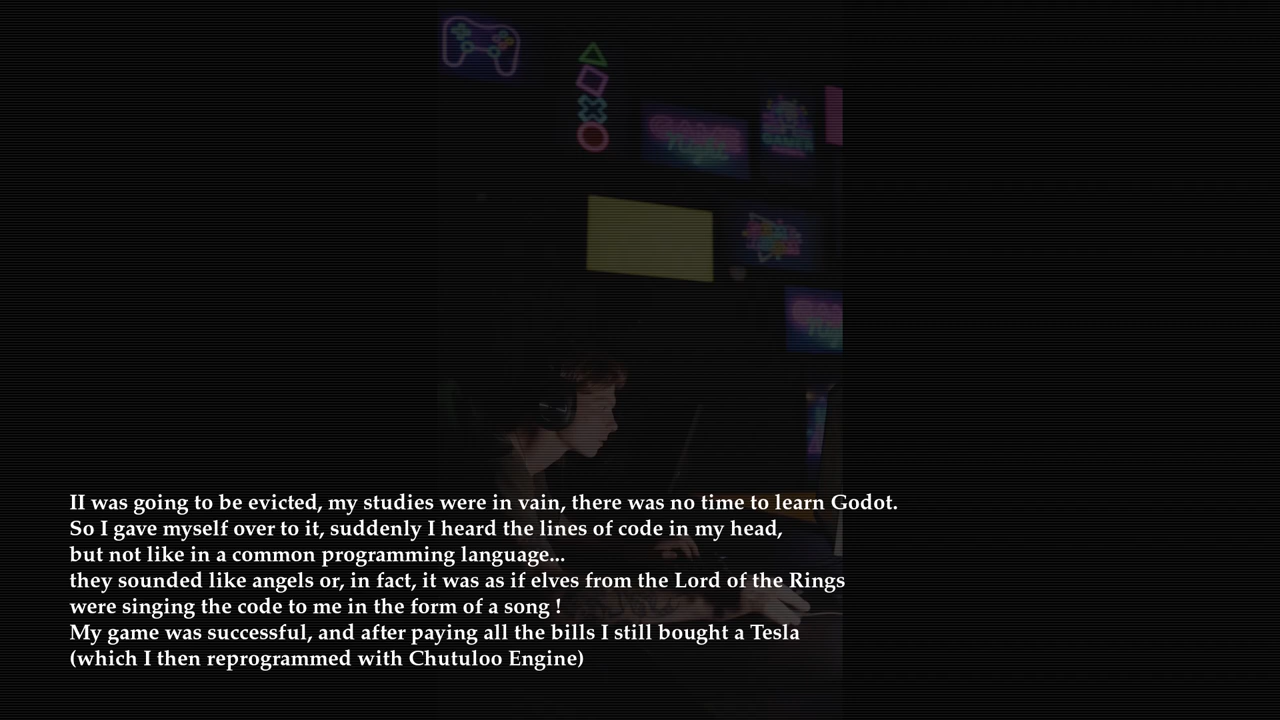 GAME
night
GAMER
II was going to be evicted, my studies were in vain, there was no time to learn Godot.
So I gave myself over to it, suddenly I heard the lines of code in my head,
but not like in a common programming language...
they sounded like angels or, in fact, it was as if elves from the Lord of the Rings
were singing the code to me in the form of a song !
My game was successful, and after paying all the bills I still bought a Tesla
(which I then reprogrammed with Chutuloo Engine)